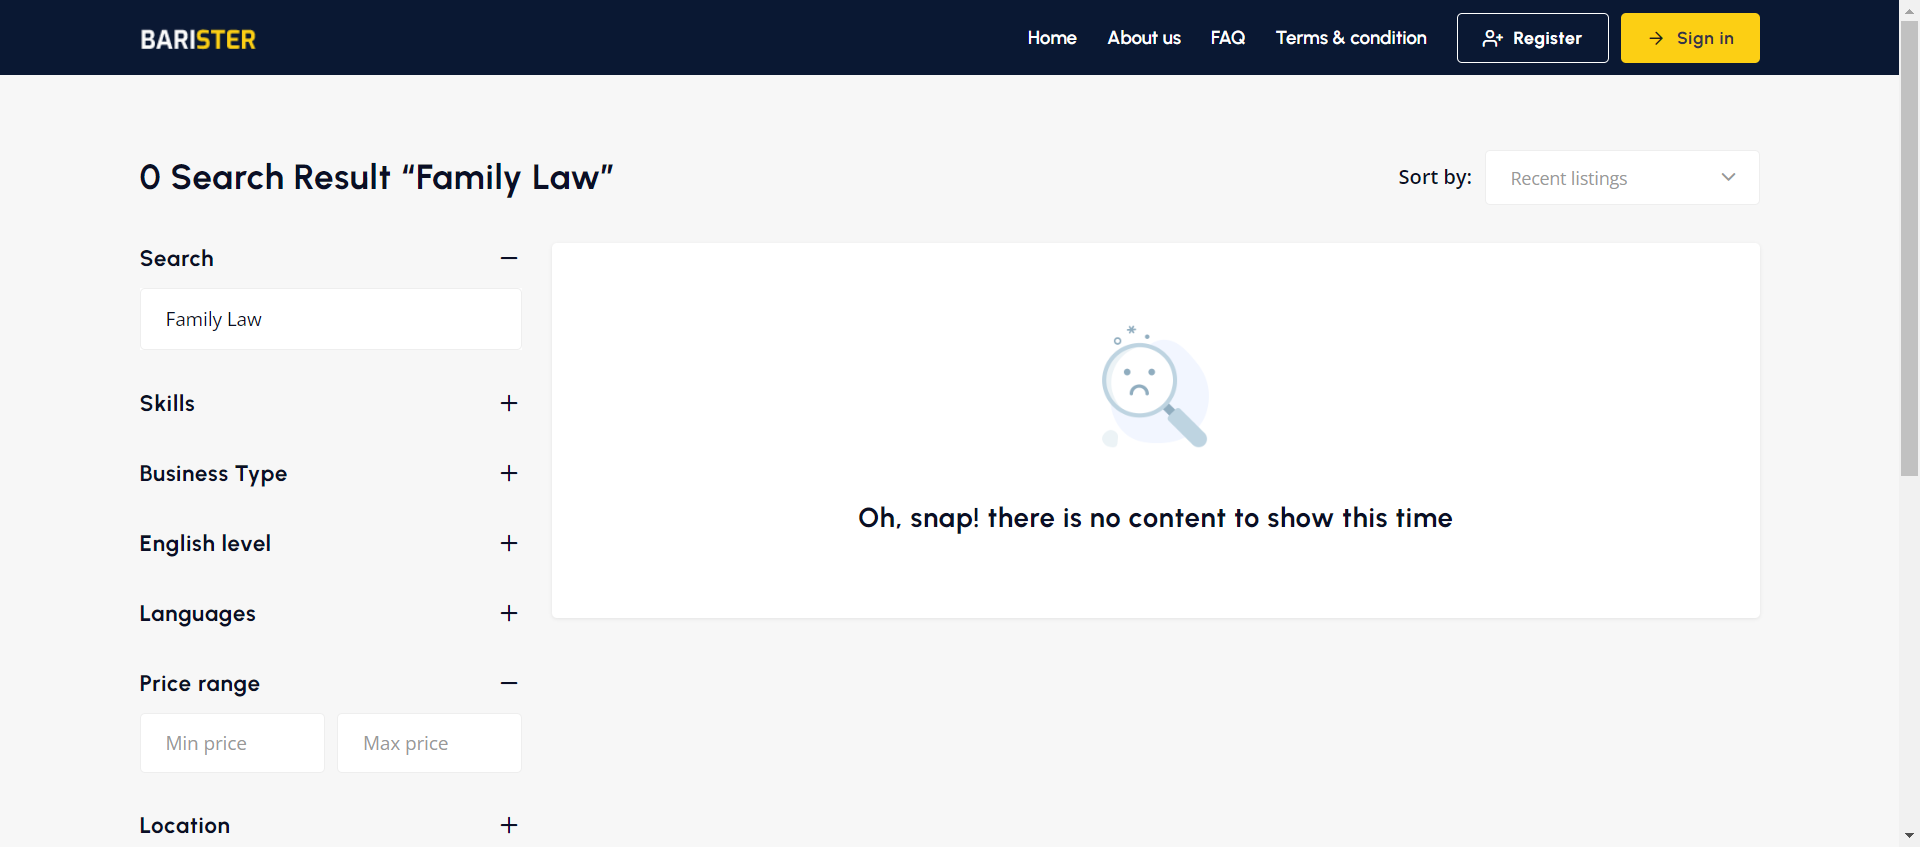 BARISTER
Home
About us
FAQ
Terms & condition
Register
Sign in
0 Search Result “Family Law”
Sort by:
Recent listings
Search
Family Law
Skills
Business Type
English level
Languages
Price range
Min price
Max price
Location
Oh, snap! there is no content to show this time